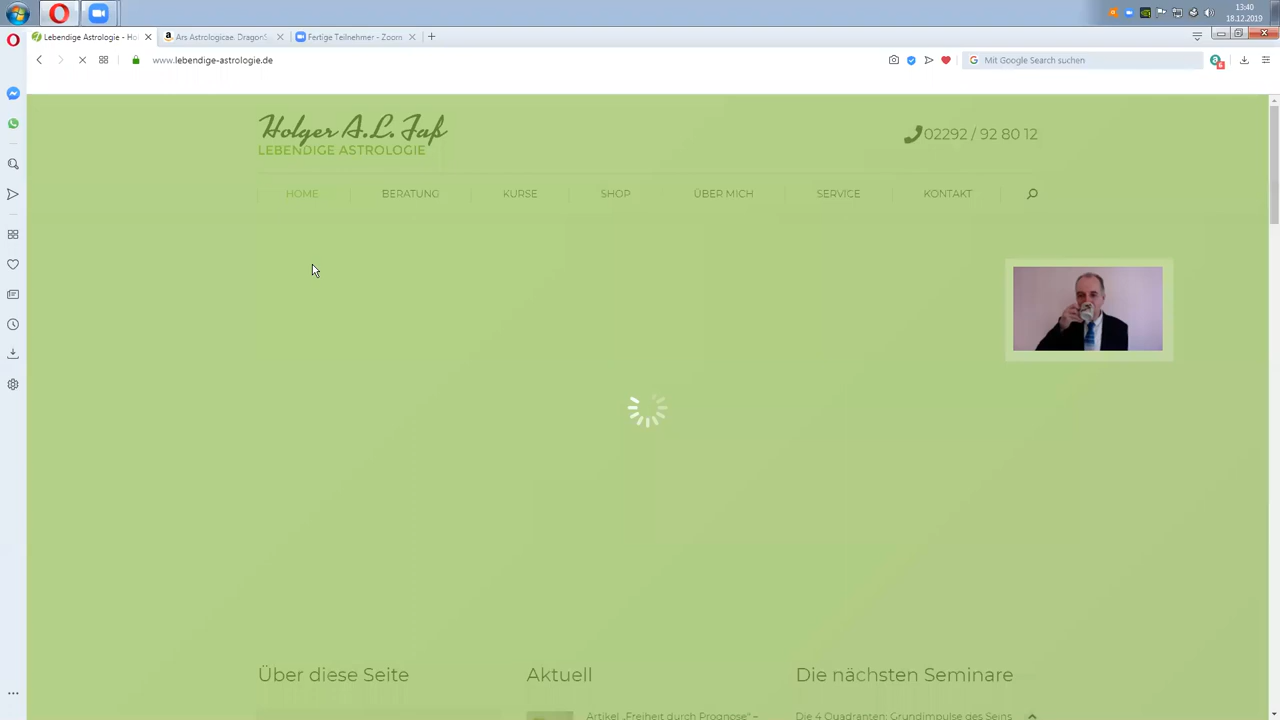 13:40
18.12.2019
Lebendige Astrologie - Ho
Ars Astrologicae. Dragon
Fertige Teilnehmer - Zoom
www.lebendige-astrologie.de
Mit Google Search suchen
6
Holger A.L. Faß
LEBENDIGE ASTROLOGIE
02292 / 92 80 12
HOME
BERATUNG
KURSE
SHOP
ÜBER MICH
SERVICE
KONTAKT
Über diese Seite
Aktuell
Die nächsten Seminare
Artikel „Freiheit durch Prognose“ –
Die 4 Quadranten: Grundimpulse des Seins